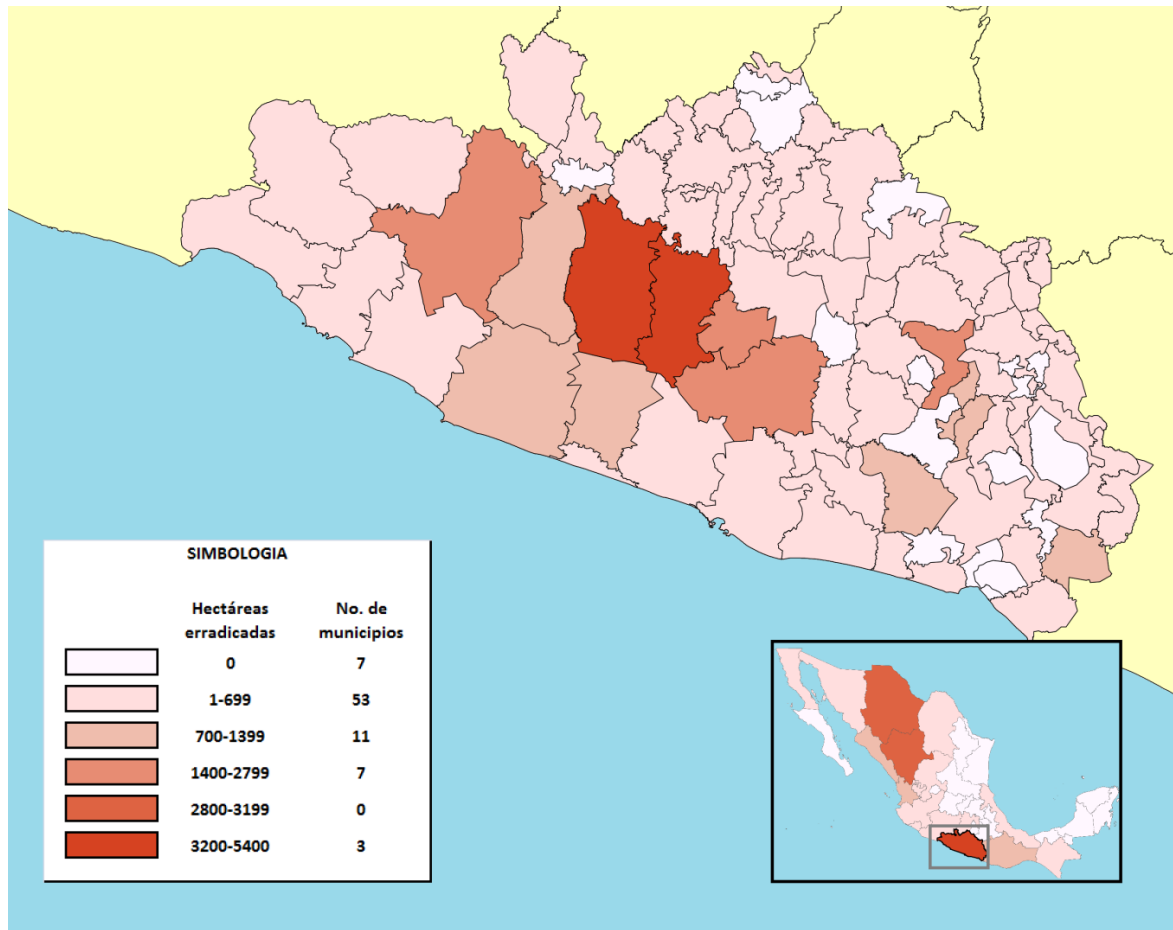 SIMBOLOGIA
Hectáreas No. de
erradicadas municipios
0 7
1-699 53
700-1399 11
1400-2799 7
2800-3199 0
3200-5400 3